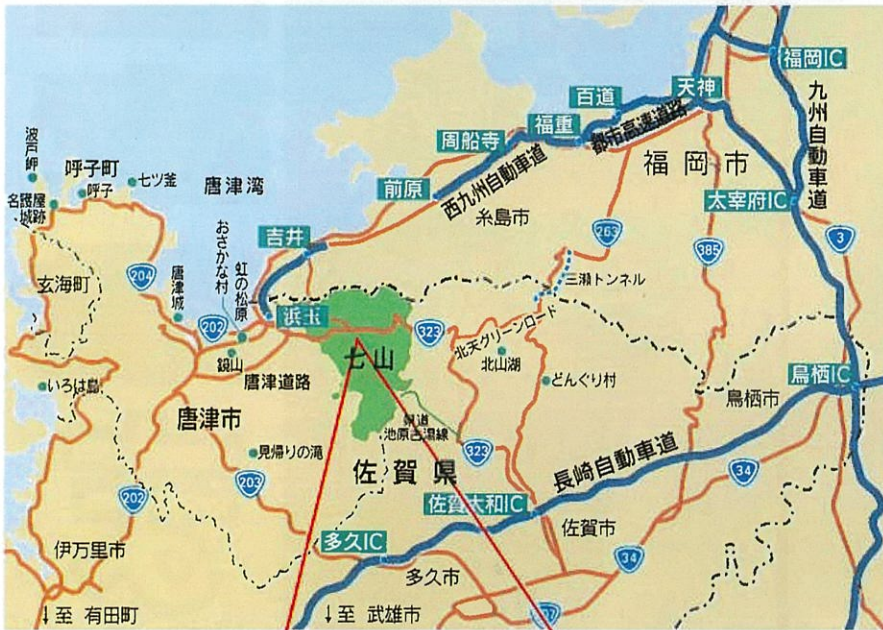 福岡IC
天神
百道
福重
都市高速道路
周船寺
前原
西九州自動車道
福岡市
九州自動車道
太宰府IC
糸島市
波戸岬
呼子町
呼子
七ツ釜
名護屋城跡
唐津湾
おさかな村
虹の松原
吉井
263
385
3
三瀬トンネル
玄海町
204
唐津城
202
浜玉
323
北天グリーンロード
北山湖
七山
鏡山
唐津道路
いろは島
どんぐり村
鳥栖IC
鳥栖市
唐津市
県道
池原古湯線
見帰りの滝
323
佐賀県
長崎自動車道
34
202
203
佐賀大和IC
佐賀市
伊万里市
多久IC
34
多久市
↓至 有田町
↓至 武雄市